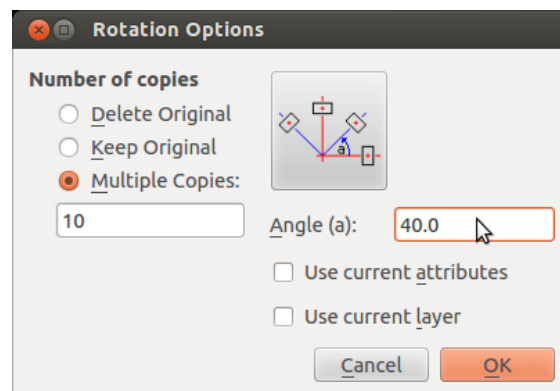 Rotation Options
Number of copies
Delete Original
Keep Original
Multiple Copies:
10
a
Angle (a):
40.0
Use current attributes
Use current layer
Cancel
OK